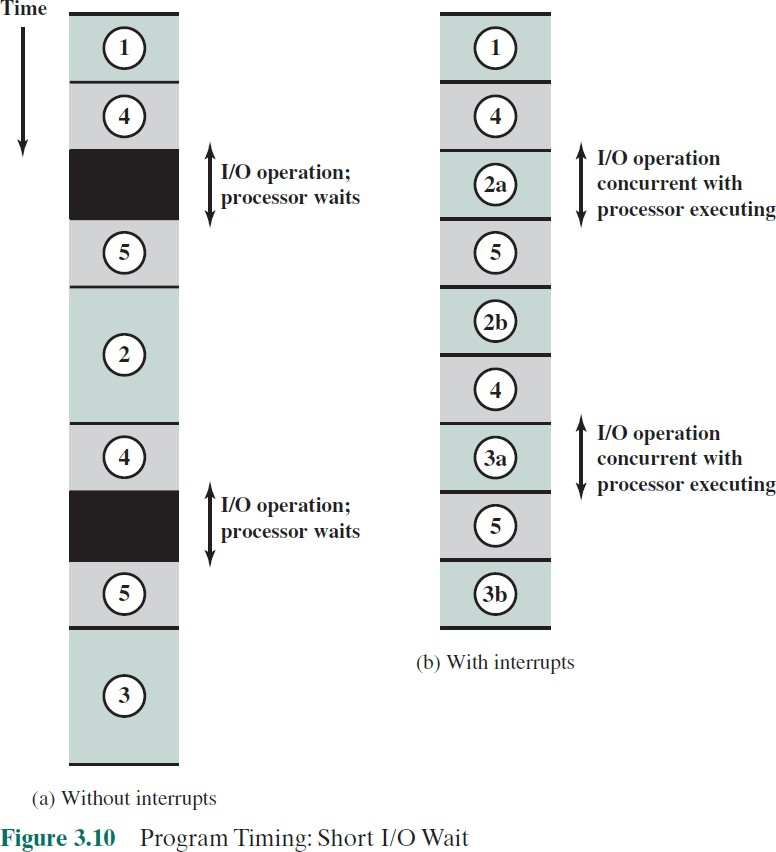 Time
1
4
I/O operation;
processor waits
5
2
4
I/O operation;
processor waits
5
3
(a) Without interrupts
1
4
2a
I/O operation
concurrent with
processor executing
5
2b
4
3a
I/O operation
concurrent with
processor executing
5
3b
(b) With interrupts
Figure 3.10 Program Timing: Short I/O Wait